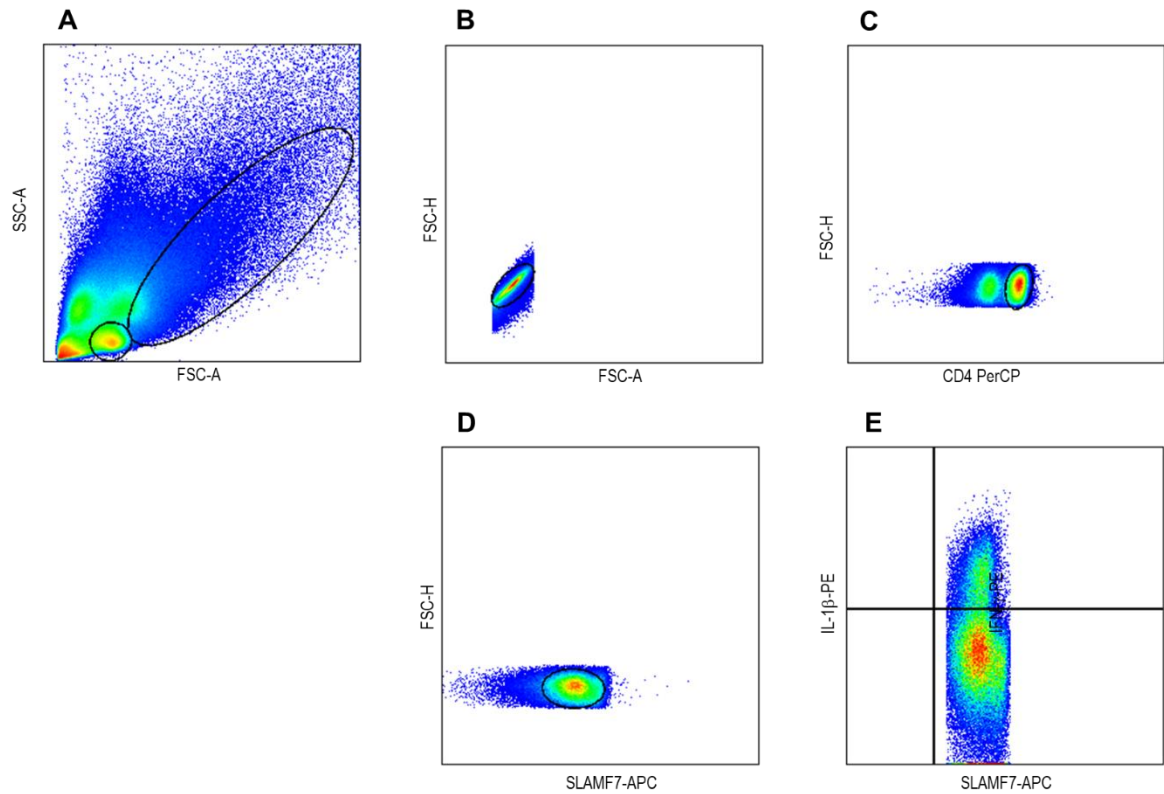 A
B
C
SSC-A
FSC-A
FSC-H
FSC-A
FSC-H
CD4 PerCP
D
E
FSC-H
SLAMF7-APC
IL-1β-PE
SLAMF7-APC